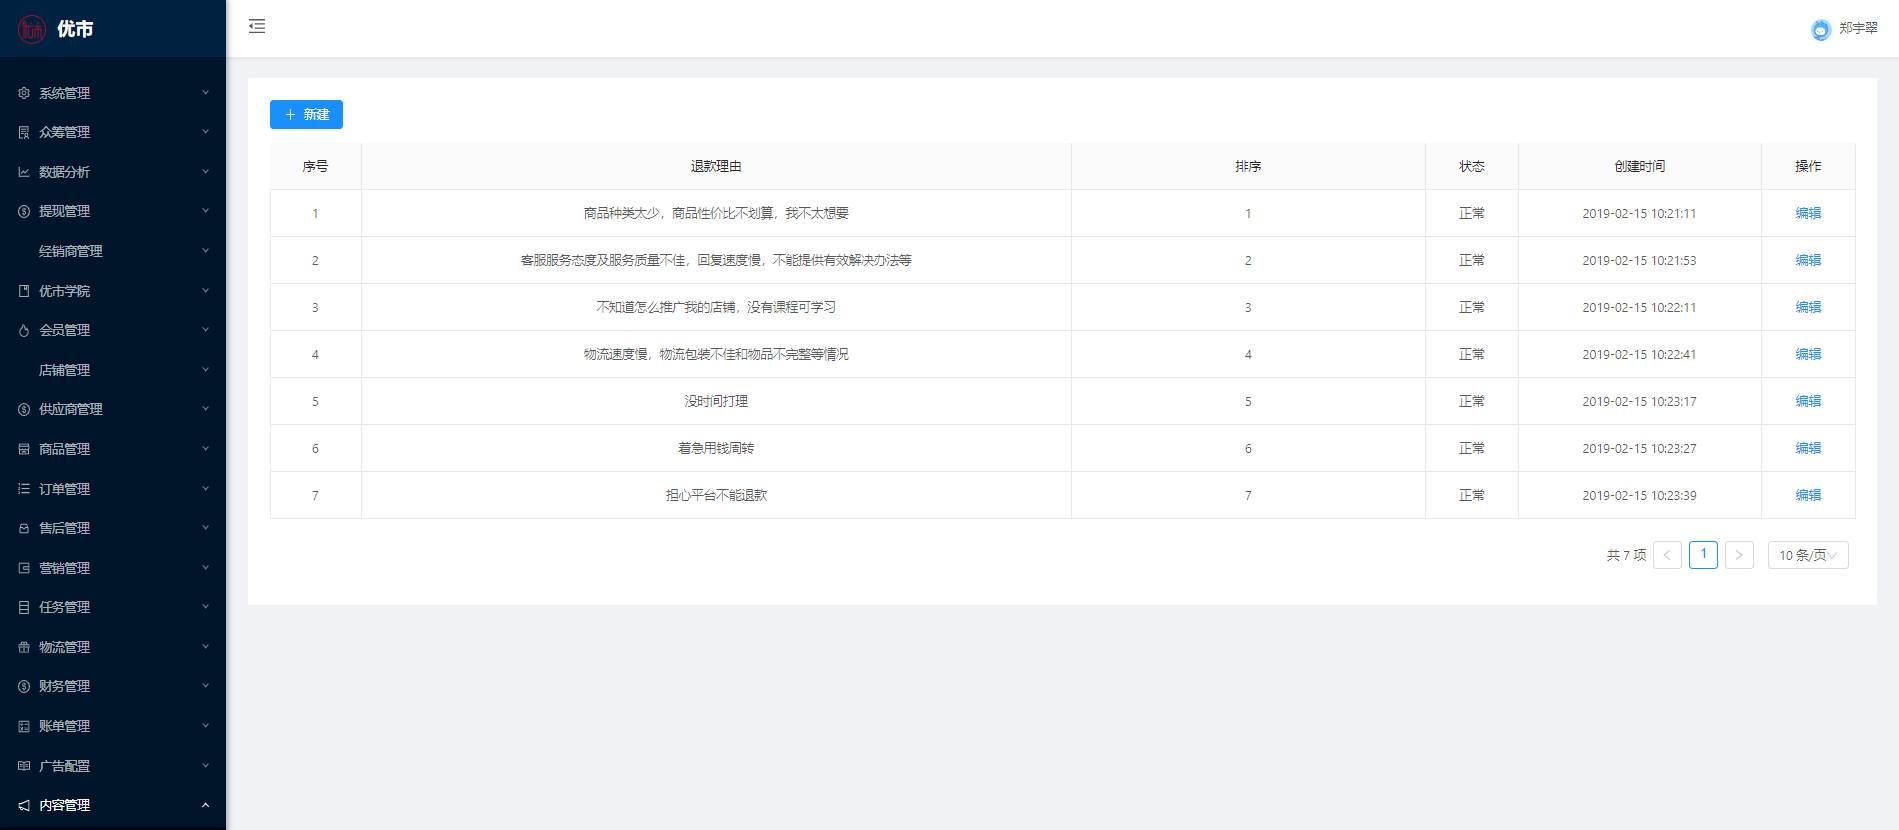 优市
郑宇翠
系统管理
众筹管理
数据分析
提现管理
经销商管理
优市学院
会员管理
店铺管理
供应商管理
商品管理
订单管理
售后管理
营销管理
任务管理
物流管理
财务管理
账单管理
广告配置
内容管理
新建
序号 退款理由 排序 状态 创建时间 操作
1 商品种类太少，商品性价比不划算，我不太想要 1 正常 2019-02-15 10:21:11 编辑
2 客服服务态度及服务质量不佳，回复速度慢，不能提供有效解决办法等 2 正常 2019-02-15 10:21:53 编辑
3 不知道怎么推广我的店铺，没有课程可学习 3 正常 2019-02-15 10:22:11 编辑
4 物流速度慢，物流包装不佳和物品不完整等情况 4 正常 2019-02-15 10:22:41 编辑
5 没时间打理 5 正常 2019-02-15 10:23:17 编辑
6 着急用钱周转 6 正常 2019-02-15 10:23:27 编辑
7 担心平台不能退款 7 正常 2019-02-15 10:23:39 编辑
共 7 项 < 1 > 10 条/页